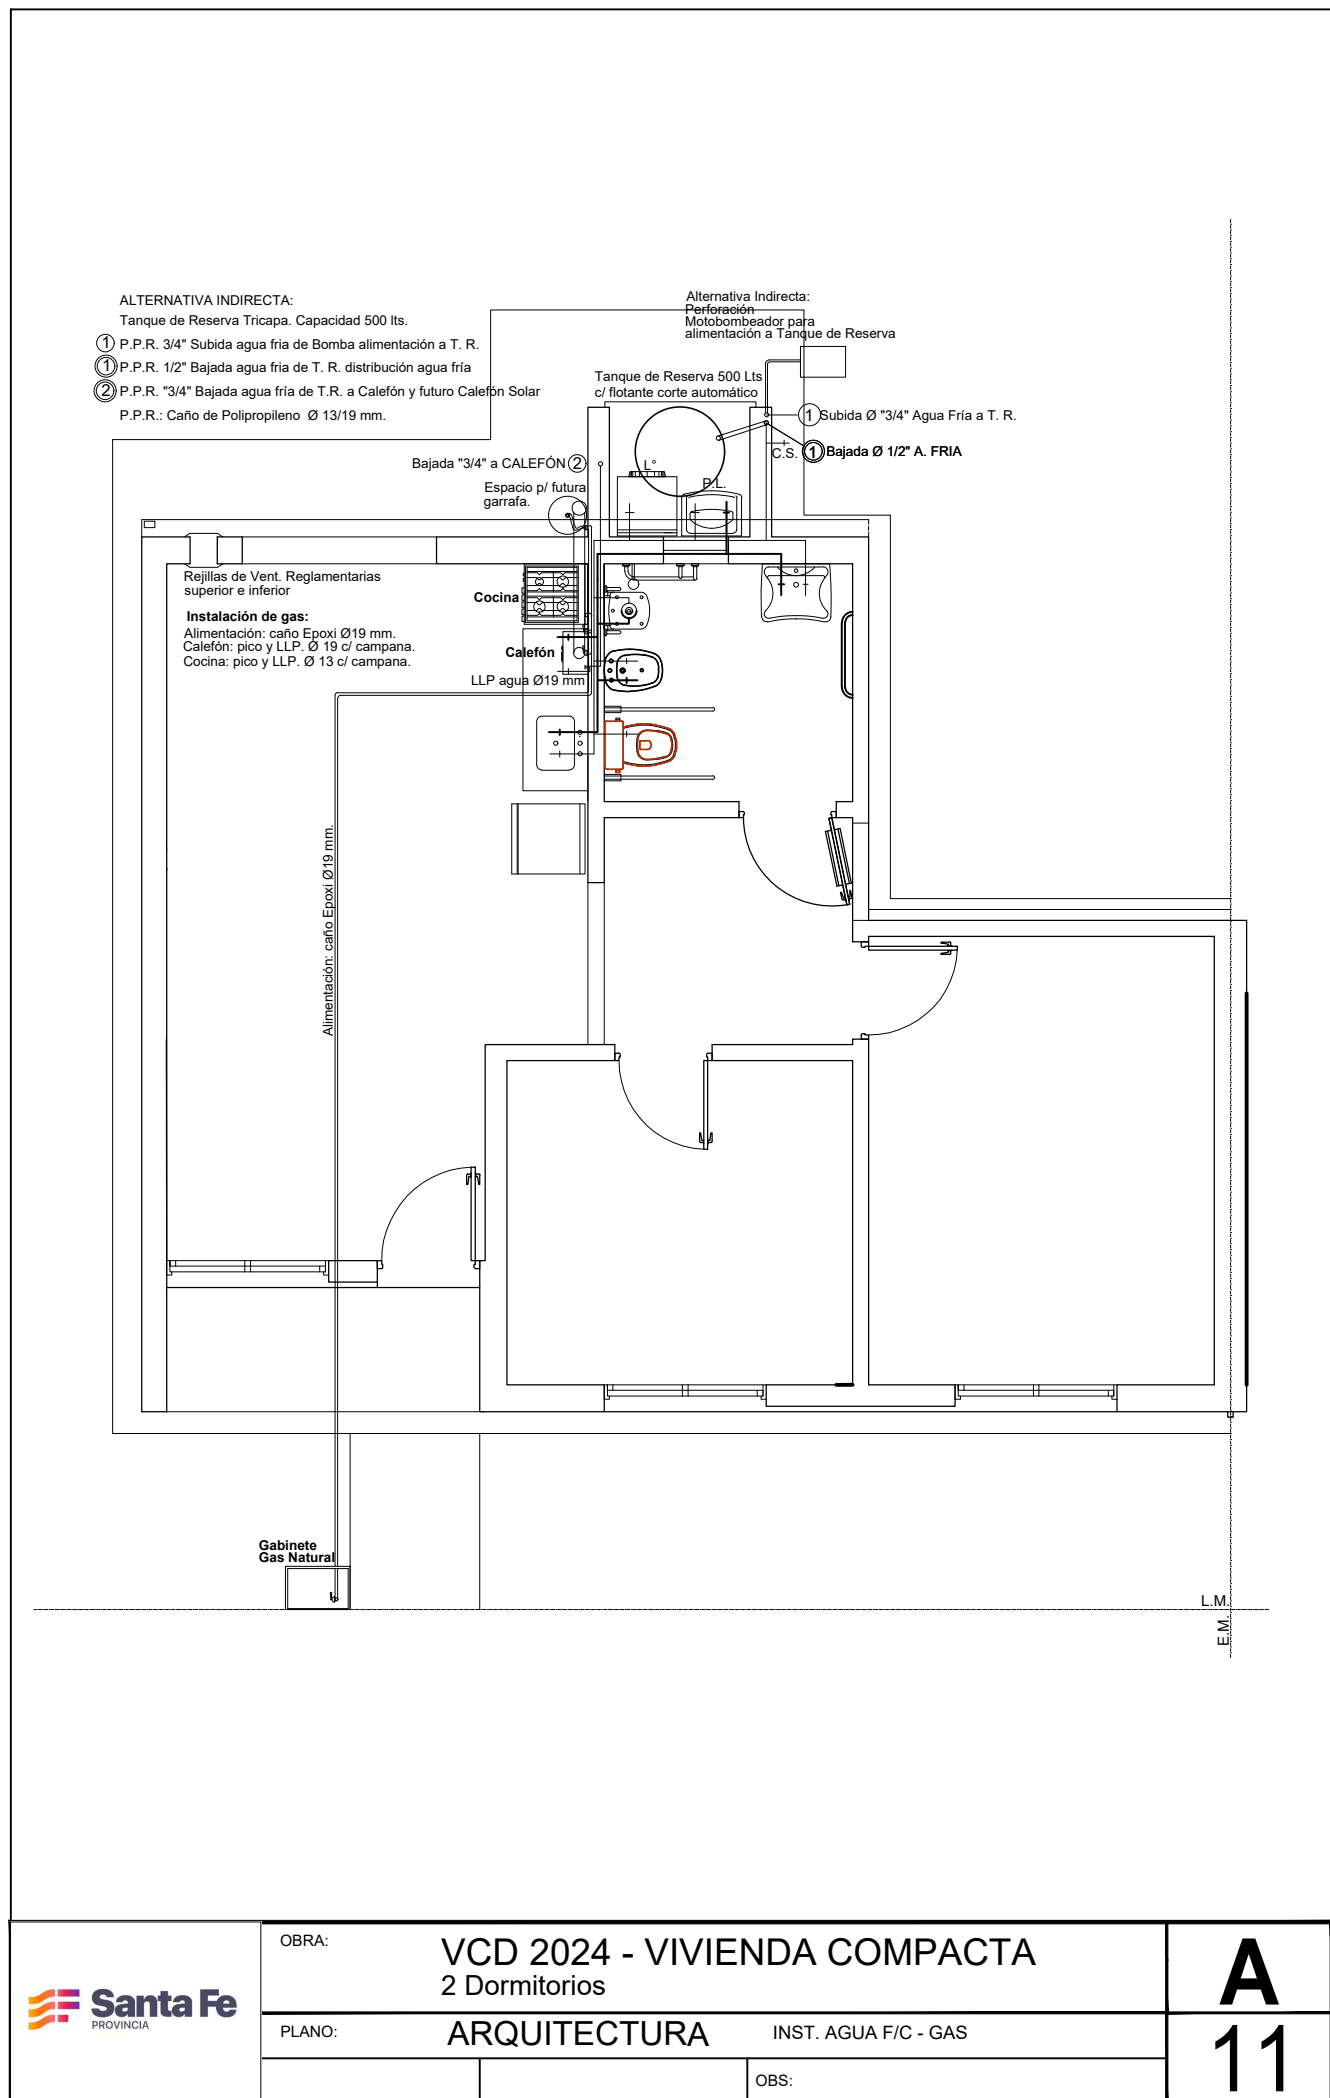 ALTERNATIVA INDIRECTA:
Tanque de Reserva Tricapa. Capacidad 500 lts.
1 P.P.R. 3/4" Subida agua fria de Bomba alimentación a T. R.
1 P.P.R. 1/2" Bajada agua fria de T. R. distribución agua fría
2 P.P.R. "3/4" Bajada agua fría de T.R. a Calefón y futuro Calefón Solar
P.P.R.: Caño de Polipropileno Ø 13/19 mm.
Alternativa Indirecta:
Perforación
Motobombeador para
alimentación a Tanque de Reserva
Tanque de Reserva 500 Lts
c/ flotante corte automático
1 Subida Ø "3/4" Agua Fría a T. R.
C.S.
1 Bajada Ø 1/2" A. FRIA
Bajada "3/4" a CALEFÓN 2
L°
P.L.
Espacio p/ futura
garrafa.
Rejillas de Vent. Reglamentarias
superior e inferior
Instalación de gas:
Alimentación: caño Epoxi Ø19 mm.
Calefón: pico y LLP. Ø 19 c/ campana.
Cocina: pico y LLP. Ø 13 c/ campana.
Cocina
Calefón
LLP agua Ø19 mm
Alimentación: caño Epoxi Ø19 mm.
Gabinete
Gas Natural
L.M.
E.M.
Santa Fe
PROVINCIA
OBRA:
VCD 2024 - VIVIENDA COMPACTA
2 Dormitorios
PLANO:
ARQUITECTURA
INST. AGUA F/C - GAS
OBS:
A
11